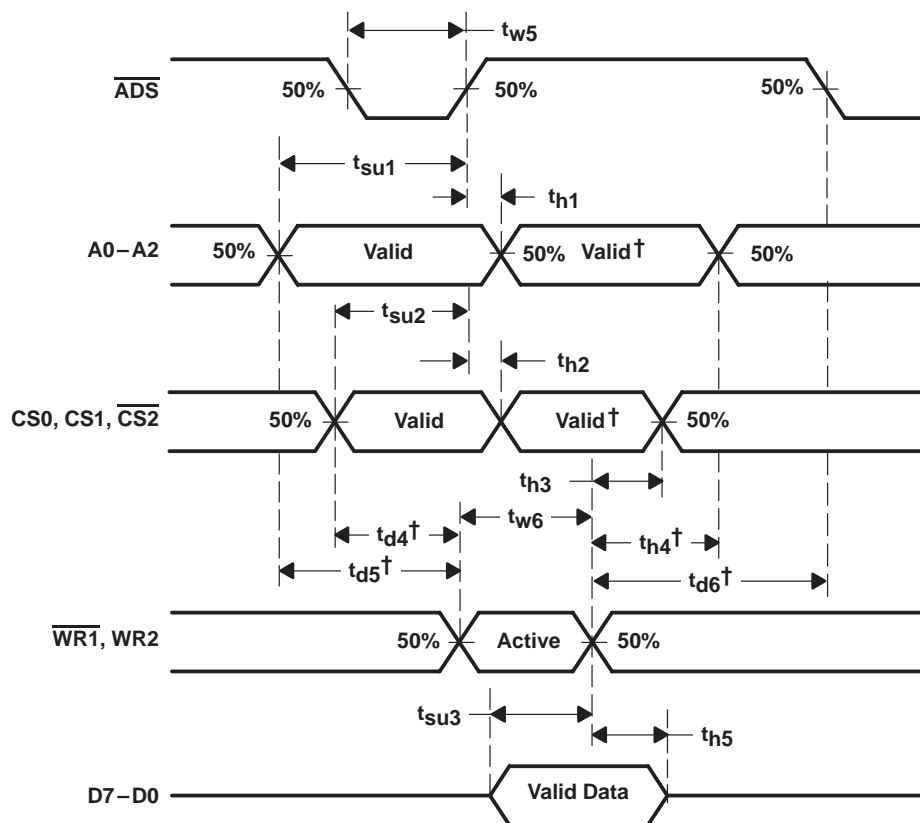 tw5
ADS
50%
50%
50%
tsu1
th1
A0–A2
50%
Valid
50%
Valid†
50%
tsu2
th2
CS0, CS1, CS2
50%
Valid
Valid†
50%
th3
tw6
td4†
th4†
td5†
td6†
WR1, WR2
50%
Active
50%
tsu3
th5
D7–D0
Valid Data